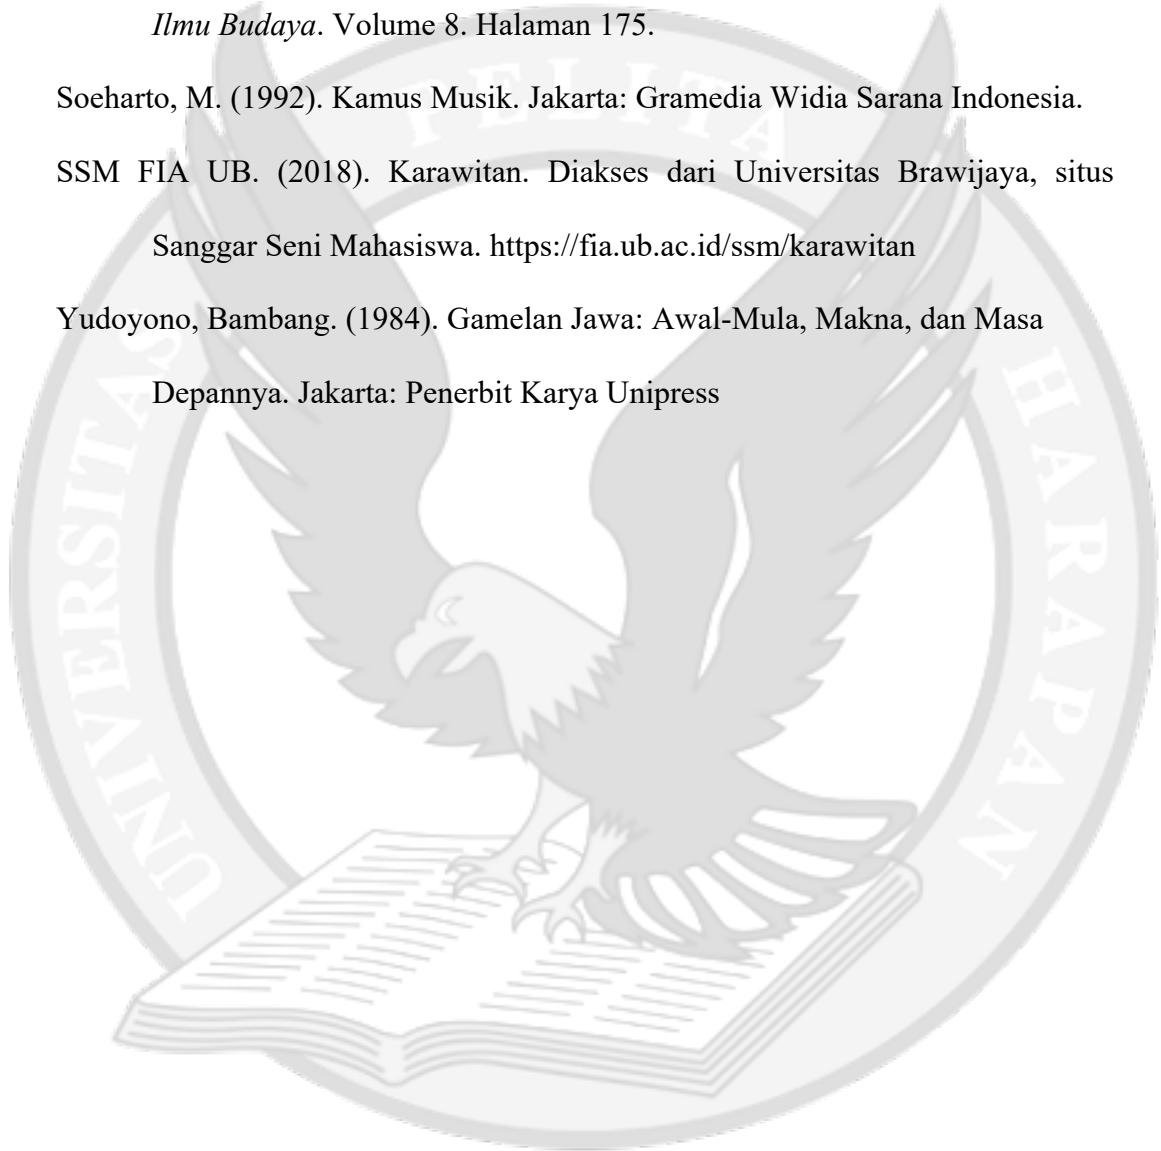 Ilmu Budaya. Volume 8. Halaman 175.
Soeharto, M. (1992). Kamus Musik. Jakarta: Gramedia Widia Sarana Indonesia.
SSM FIA UB. (2018). Karawitan. Diakses dari Universitas Brawijaya, situs
Sanggar Seni Mahasiswa. https://fia.ub.ac.id/ssm/karawitan
Yudoyono, Bambang. (1984). Gamelan Jawa: Awal-Mula, Makna, dan Masa
Depannya. Jakarta: Penerbit Karya Unipress
UNIVERSITAS PELITA HARAPAN